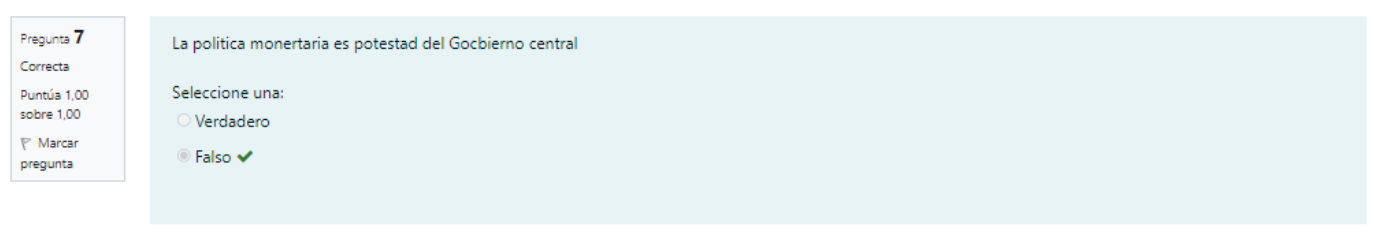 Pregunta 7
Correcta
Puntúa 1,00
sobre 1,00
Marcar
pregunta
La politica monertaria es potestad del Gocbierno central
Seleccione una:
Verdadero
Falso